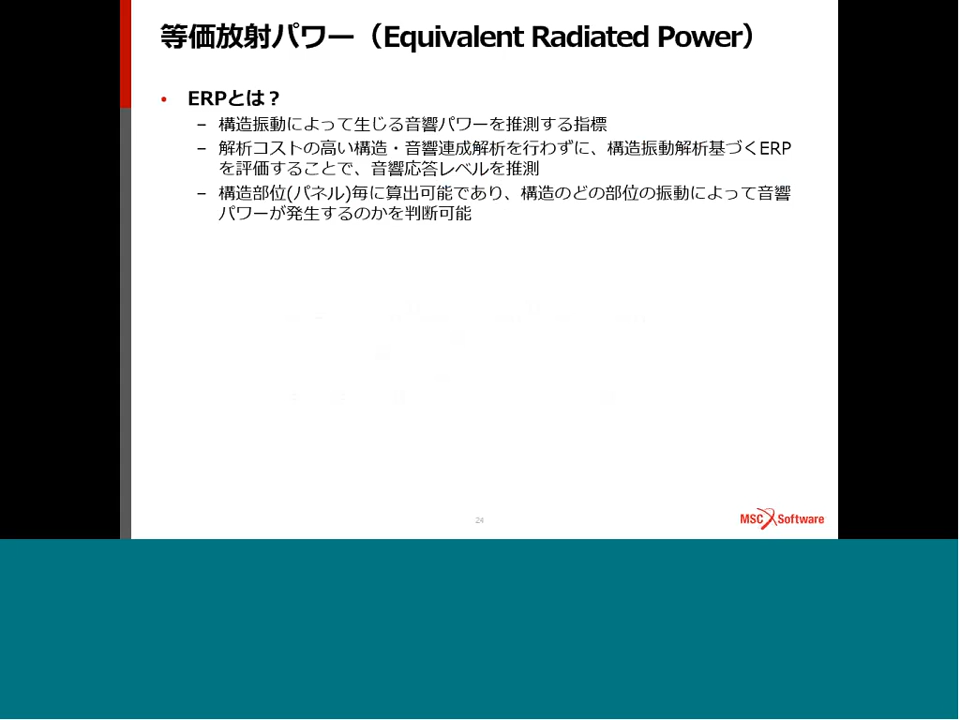 等価放射パワー（Equivalent Radiated Power）
• ERPとは？
– 構造振動によって生じる音響パワーを推測する指標
– 解析コストの高い構造・音響連成解析を行わずに、構造振動解析基づくERP
を評価することで、音響応答レベルを推測
– 構造部位(パネル)毎に算出可能であり、構造のどの部位の振動によって音響
パワーが発生するのかを判断可能
24
MSC Software